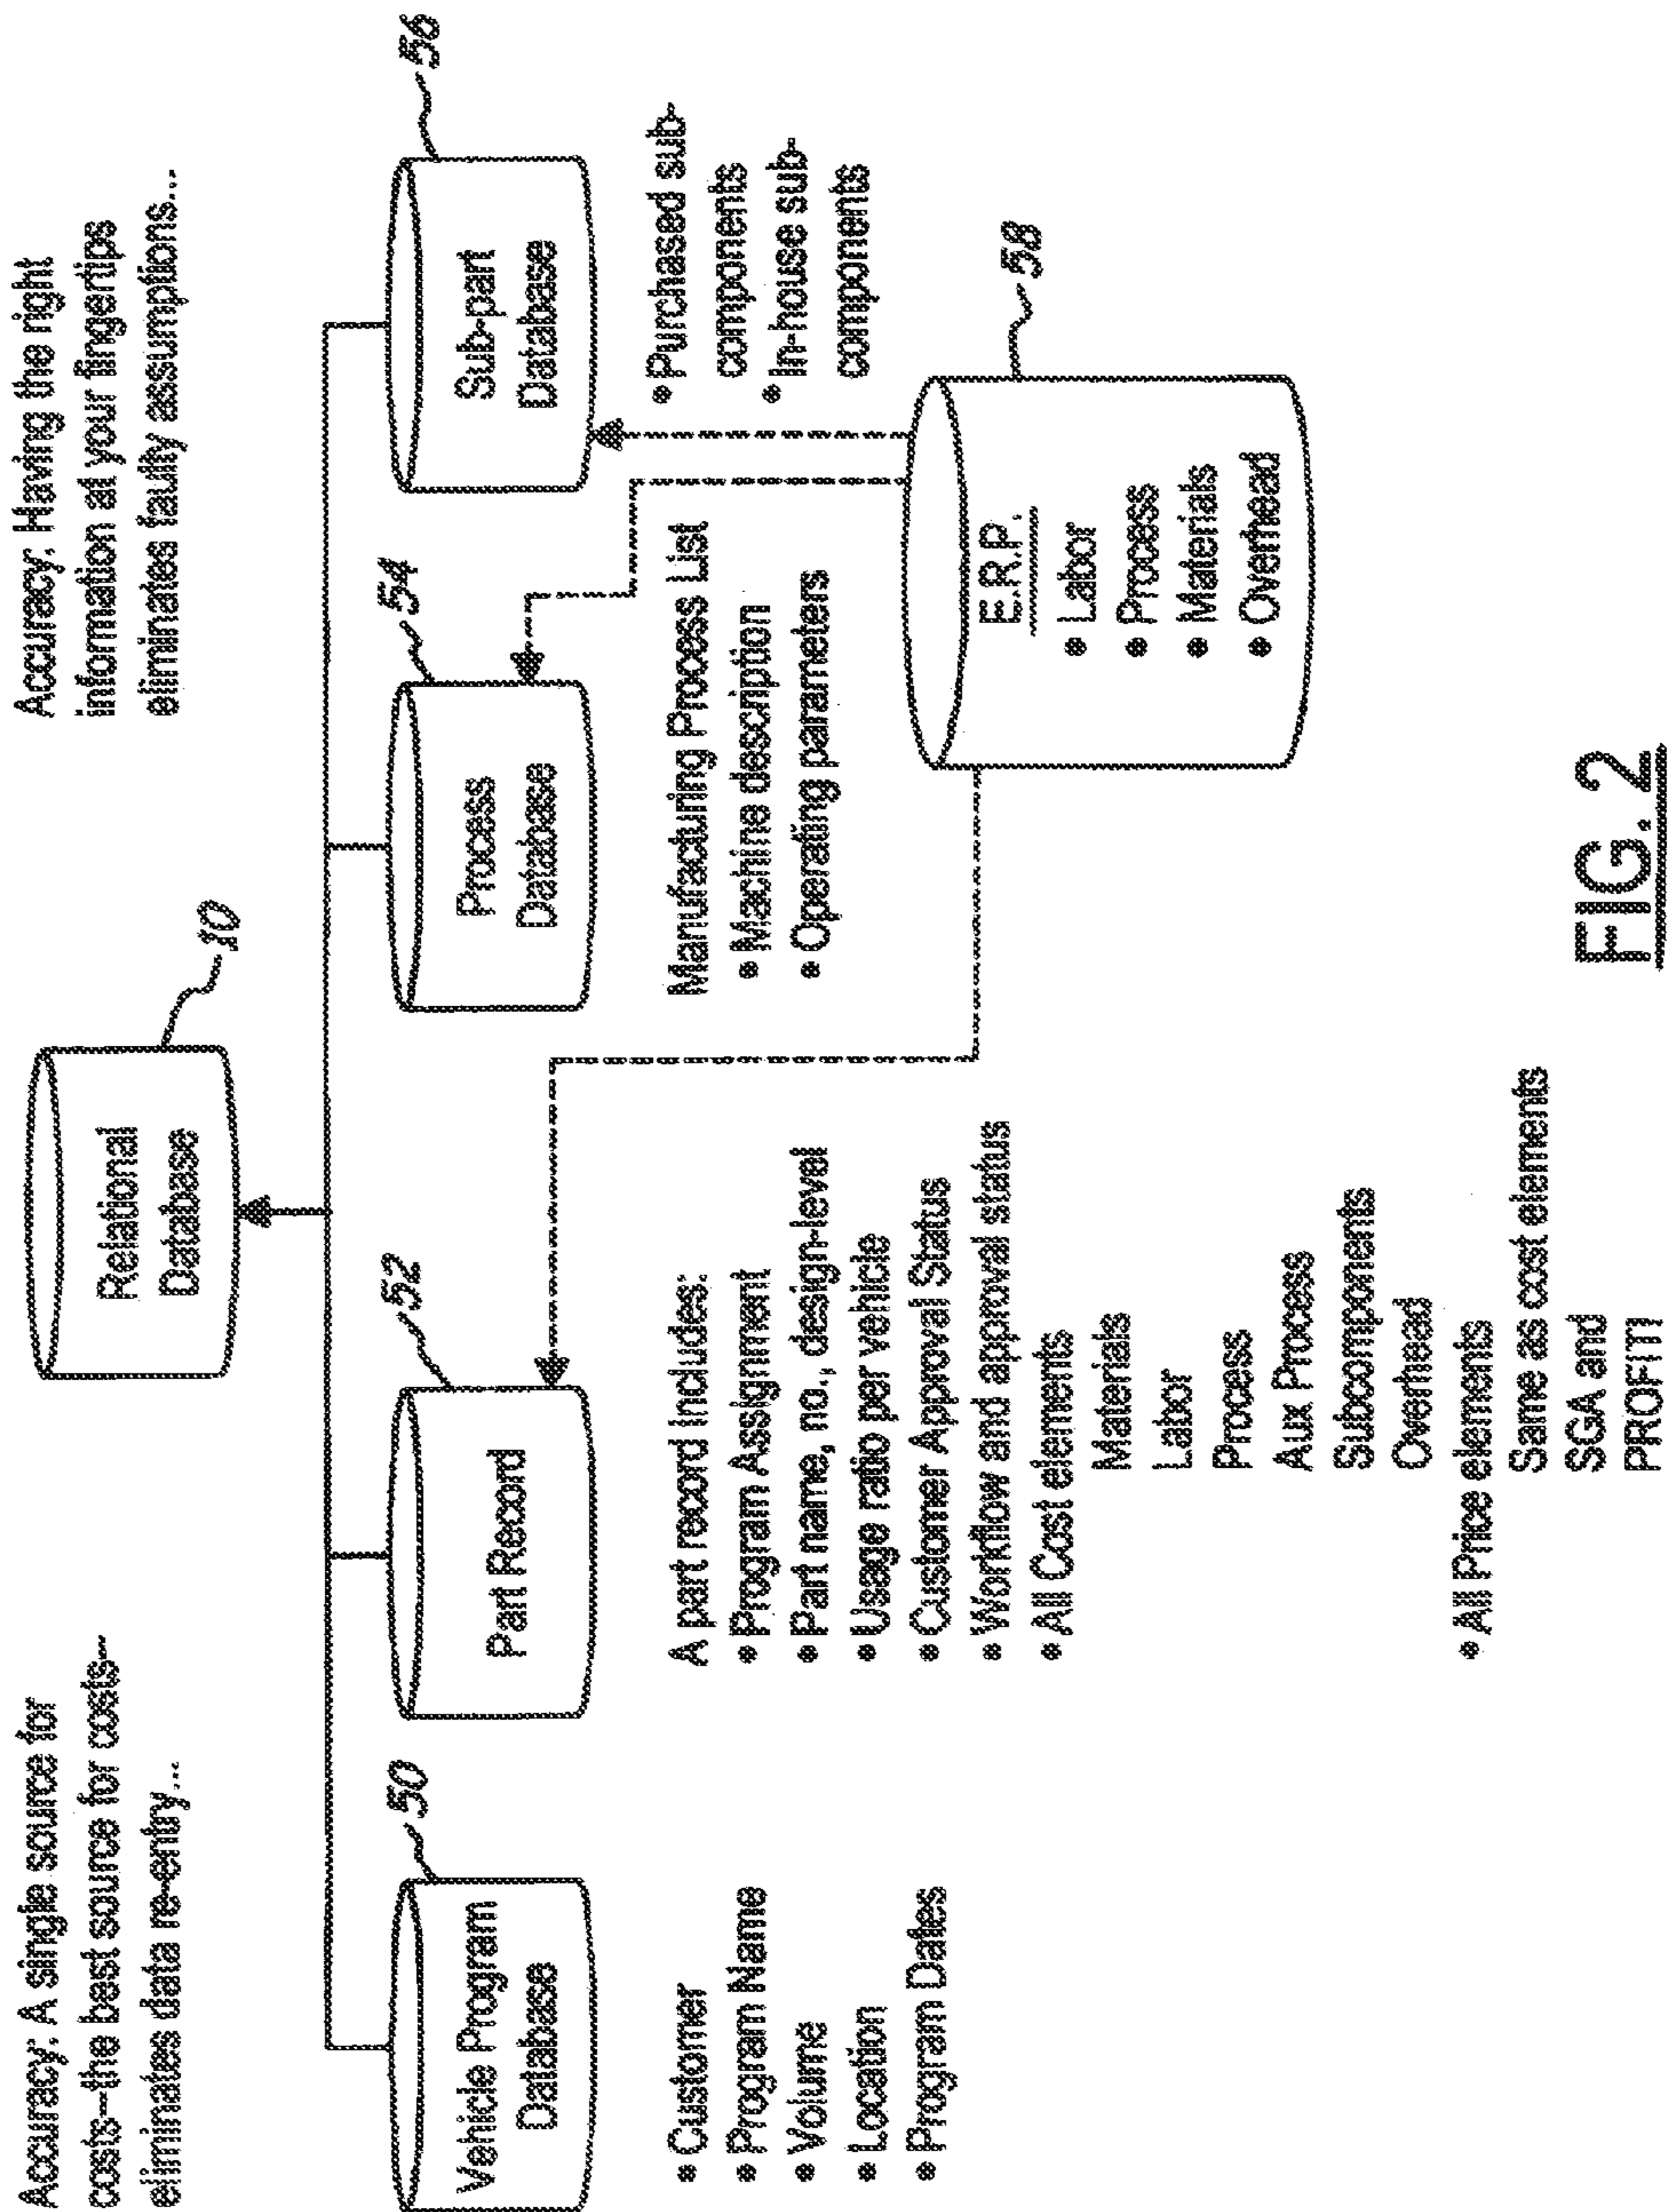 Accuracy: A single source for
costs--the best source for costs--
eliminates data re-entry...
Accuracy: Having the right
information at your fingertips
eliminates faulty assumptions...
Relational
Database
10
Vehicle Program
Database
50
Part Record
52
Process
Database
54
Sub-part
Database
56
• Customer
• Program Name
• Volume
• Location
• Program Dates
A part record includes:
• Program Assignment
• Part name, no., design-level
• Usage ratio per vehicle
• Customer Approval Status
• Workflow and approval status
• All Cost elements
Materials
Labor
Process
Aux Process
Subcomponents
Overhead
• All Price elements
Same as cost elements
SGA and
PROFIT!
Manufacturing Process List
• Machine description
• Operating parameters
• Purchased sub-
components
• In-house sub-
components
E.R.P.
• Labor
• Process
• Materials
• Overhead
58
FIG. 2